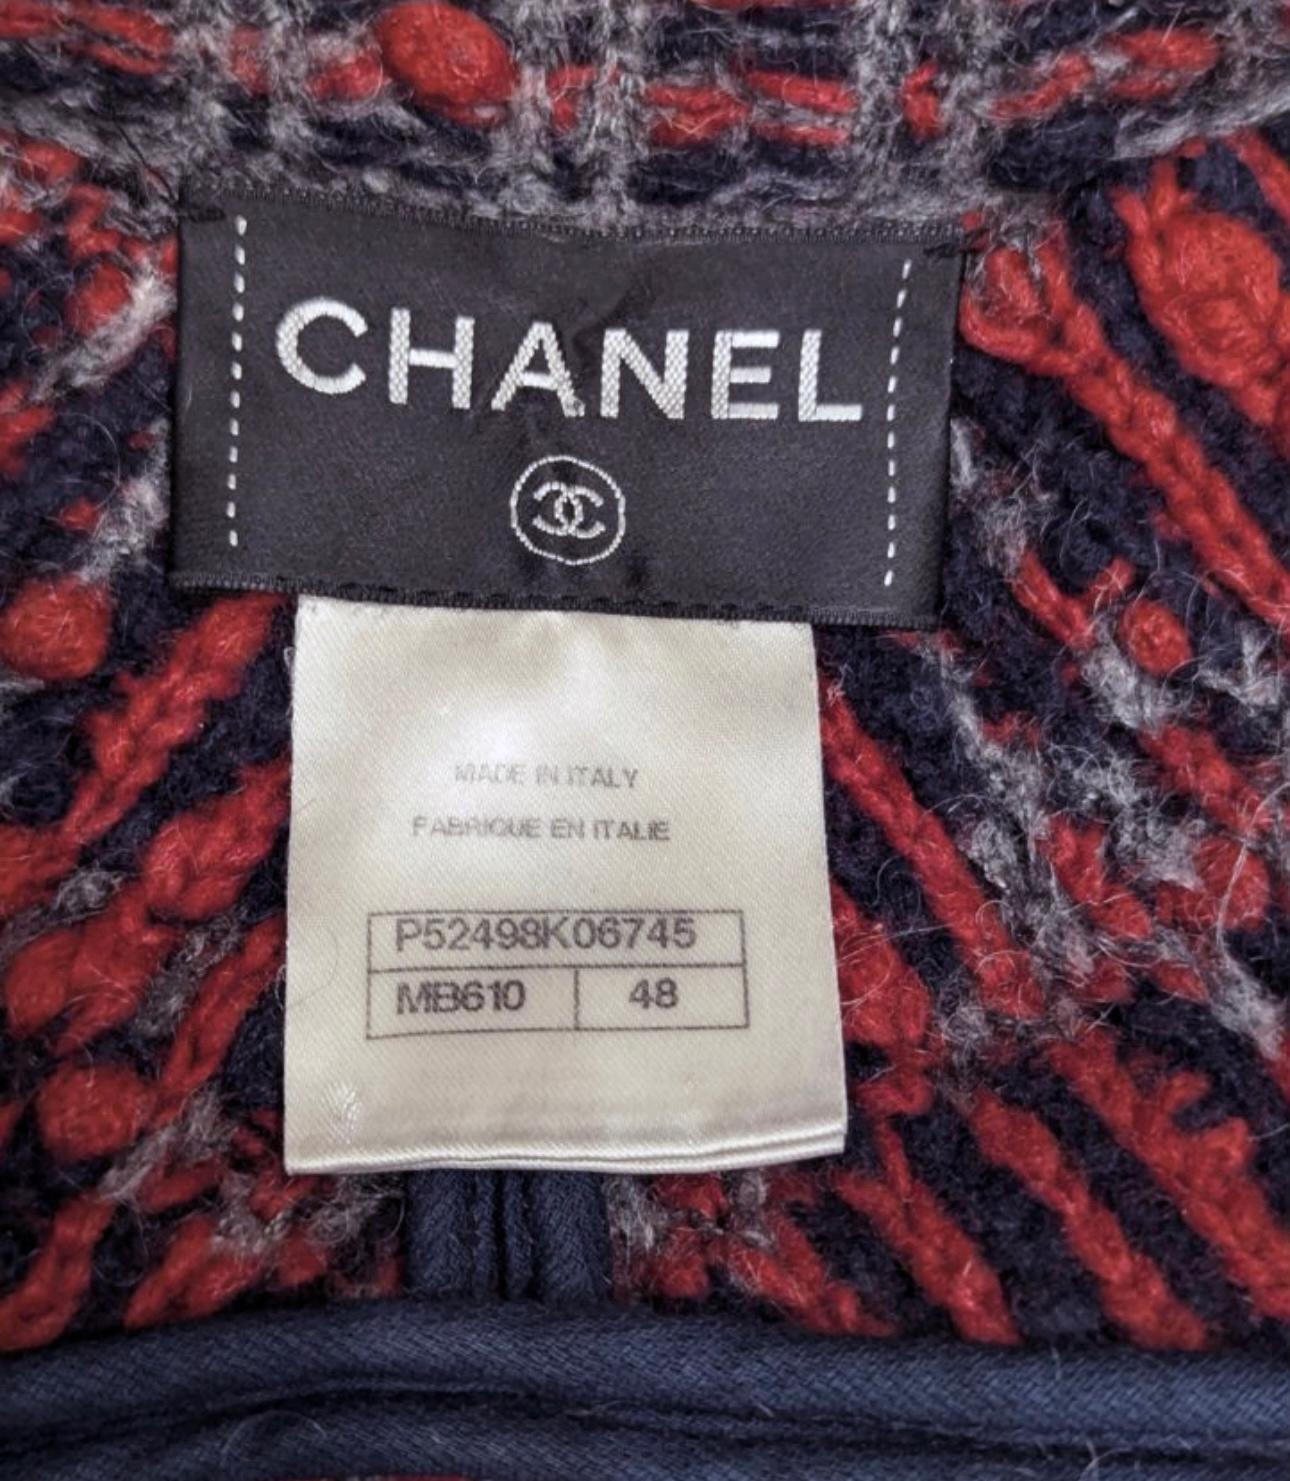 CHANEL
MADE IN ITALY
FABRIQUE EN ITALIE
P52498K06745
MB610 48